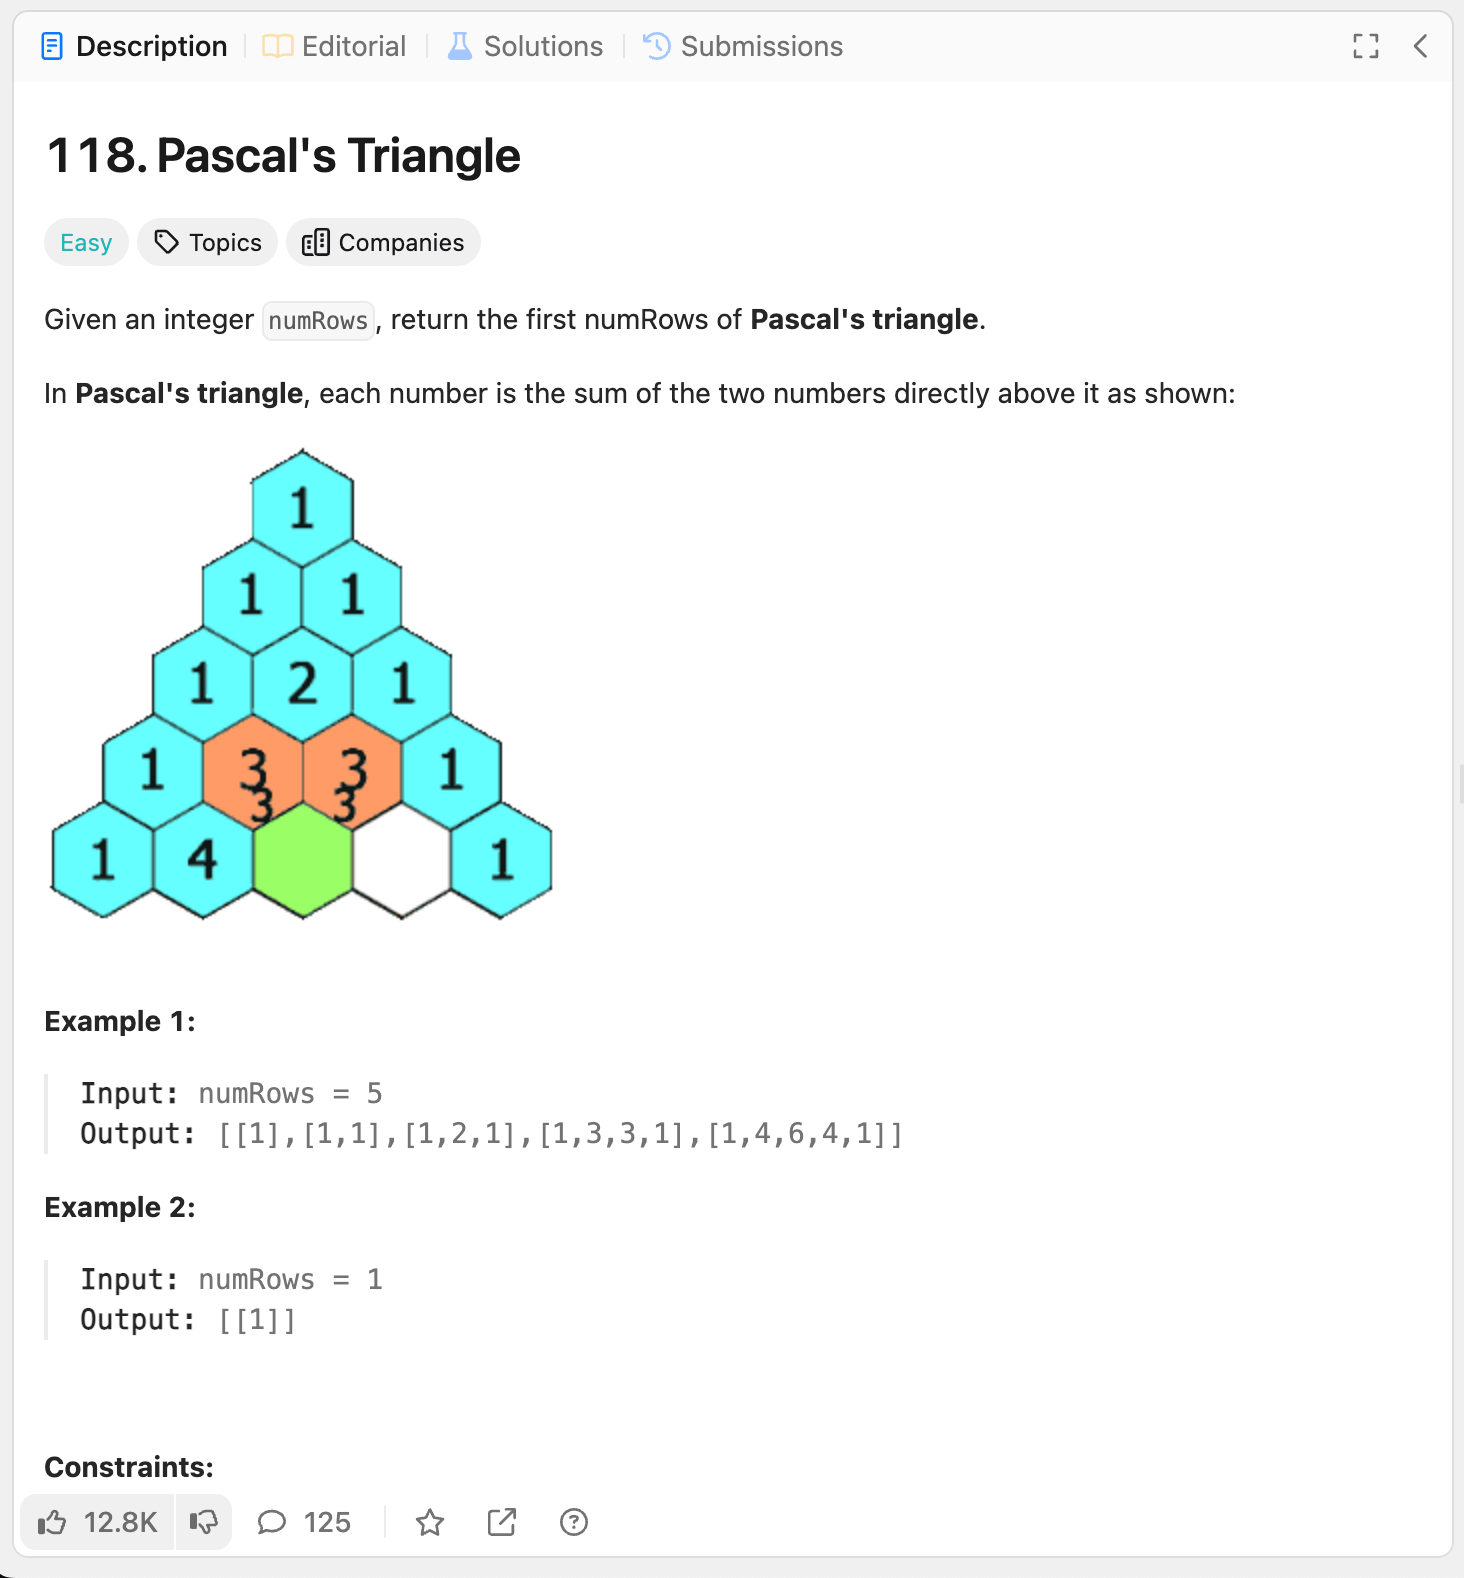 Description Editorial Solutions Submissions
118. Pascal's Triangle
Easy Topics Companies
Given an integer numRows, return the first numRows of Pascal's triangle.
In Pascal's triangle, each number is the sum of the two numbers directly above it as shown:
1
1 1
1 2 1
1 3 3 1
3 3
1 4 1
Example 1:
Input: numRows = 5
Output: [[1],[1,1],[1,2,1],[1,3,3,1],[1,4,6,4,1]]
Example 2:
Input: numRows = 1
Output: [[1]]
Constraints:
12.8K 125